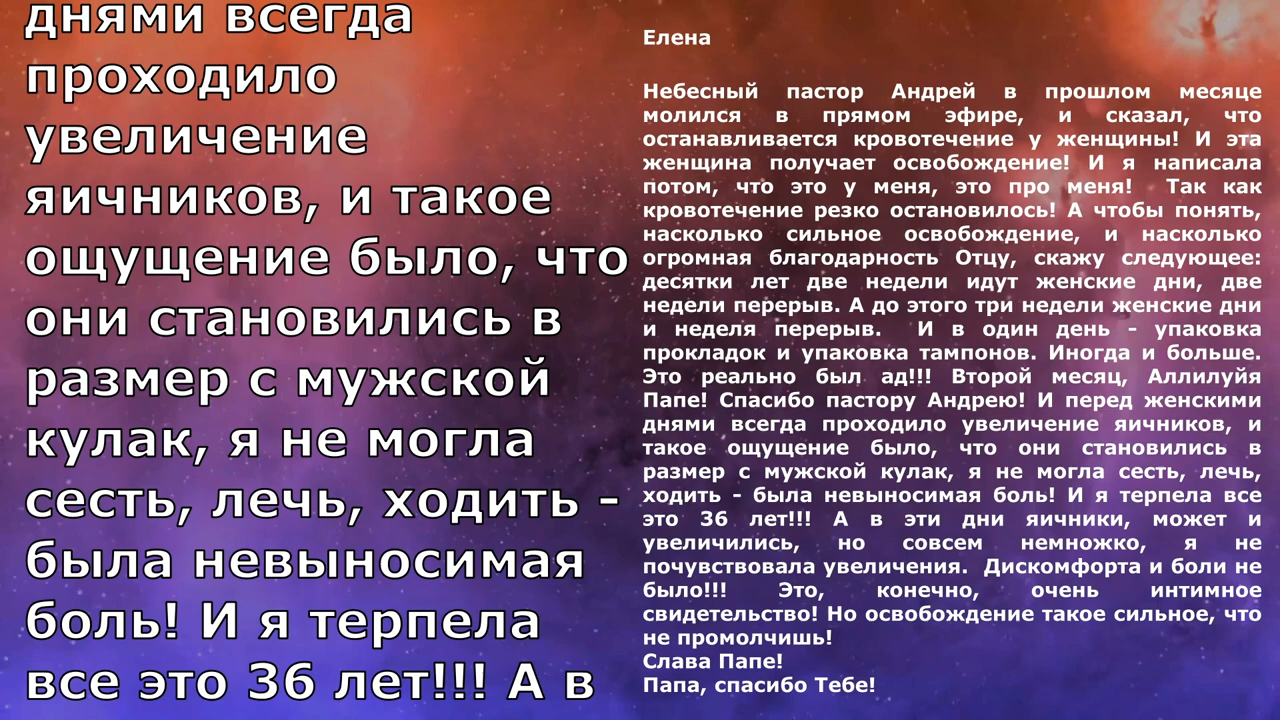 днями всегда
проходило
увеличение
яичников, и такое
ощущение было, что
они становились в
размер с мужской
кулак, я не могла
сесть, лечь, ходить -
была невыносимая
боль! И я терпела
все это 36 лет!!! А в
Елена
Небесный пастор Андрей в прошлом месяце
молился в прямом эфире, и сказал, что
останавливается кровотечение у женщины! И эта
женщина получает освобождение! И я написала
потом, что это у меня, это про меня! Так как
кровотечение резко остановилось! А чтобы понять,
насколько сильное освобождение, и насколько
огромная благодарность Отцу, скажу следующее:
десятки лет две недели идут женские дни, две
недели перерыв. А до этого три недели женские дни
и неделя перерыв. И в один день - упаковка
прокладок и упаковка тампонов. Иногда и больше.
Это реально был ад!!! Второй месяц, Аллилуйя
Папе! Спасибо пастору Андрею! И перед женскими
днями всегда проходило увеличение яичников, и
такое ощущение было, что они становились в
размер с мужской кулак, я не могла сесть, лечь,
ходить - была невыносимая боль! И я терпела все
это 36 лет!!! А в эти дни яичники, может и
увеличились, но совсем немножко, я не
почувствовала увеличения. Дискомфорта и боли не
было!!! Это, конечно, очень интимное
свидетельство! Но освобождение такое сильное, что
не промолчишь!
Слава Папе!
Папа, спасибо Тебе!